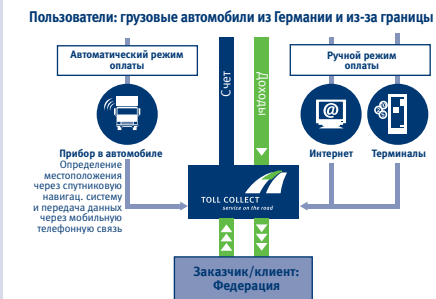 Пользователи: грузовые автомобили из Германии и из-за границы
Автоматический режим
оплаты
Ручной режим
оплаты
Счет
Доходы
@
Прибор в автомобиле
Определение
местоположения
через спутниковую
навигац. систему
и передача данных
через мобильную
телефонную связь
Интернет
Терминалы
TOLL COLLECT
service on the road
Заказчик/клиент:
Федерация